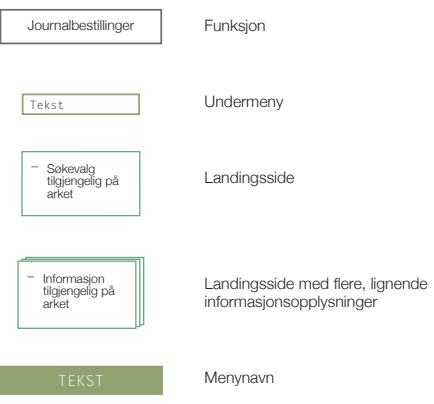 Journalbestillinger
Funksjon
Tekst
Undermeny
– Søkevalg
tilgjengelig på
arket
Landingsside
– Informasjon
tilgjengelig på
arket
Landingsside med flere, lignende
informasjonsopplysninger
TEKST
Menynavn